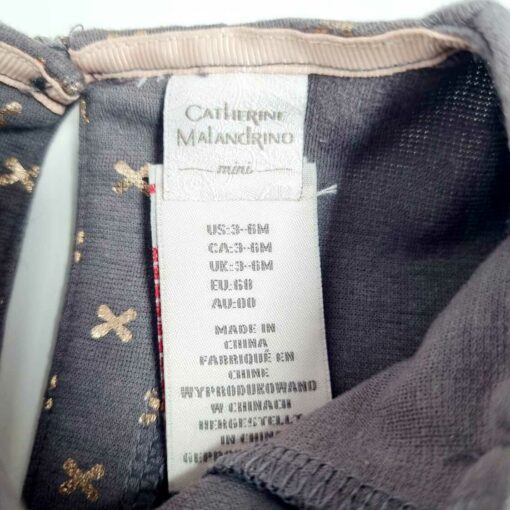 Catherine
Malandrino
mini
US:3-6M
CA:3-6M
UK:3-6M
EU:68
AU:00
MADE IN
CHINA
FABRIQUÉ EN
CHINE
WYPRODUKOWANO
W CHINACH
HERGESTELLT
IN CHINA